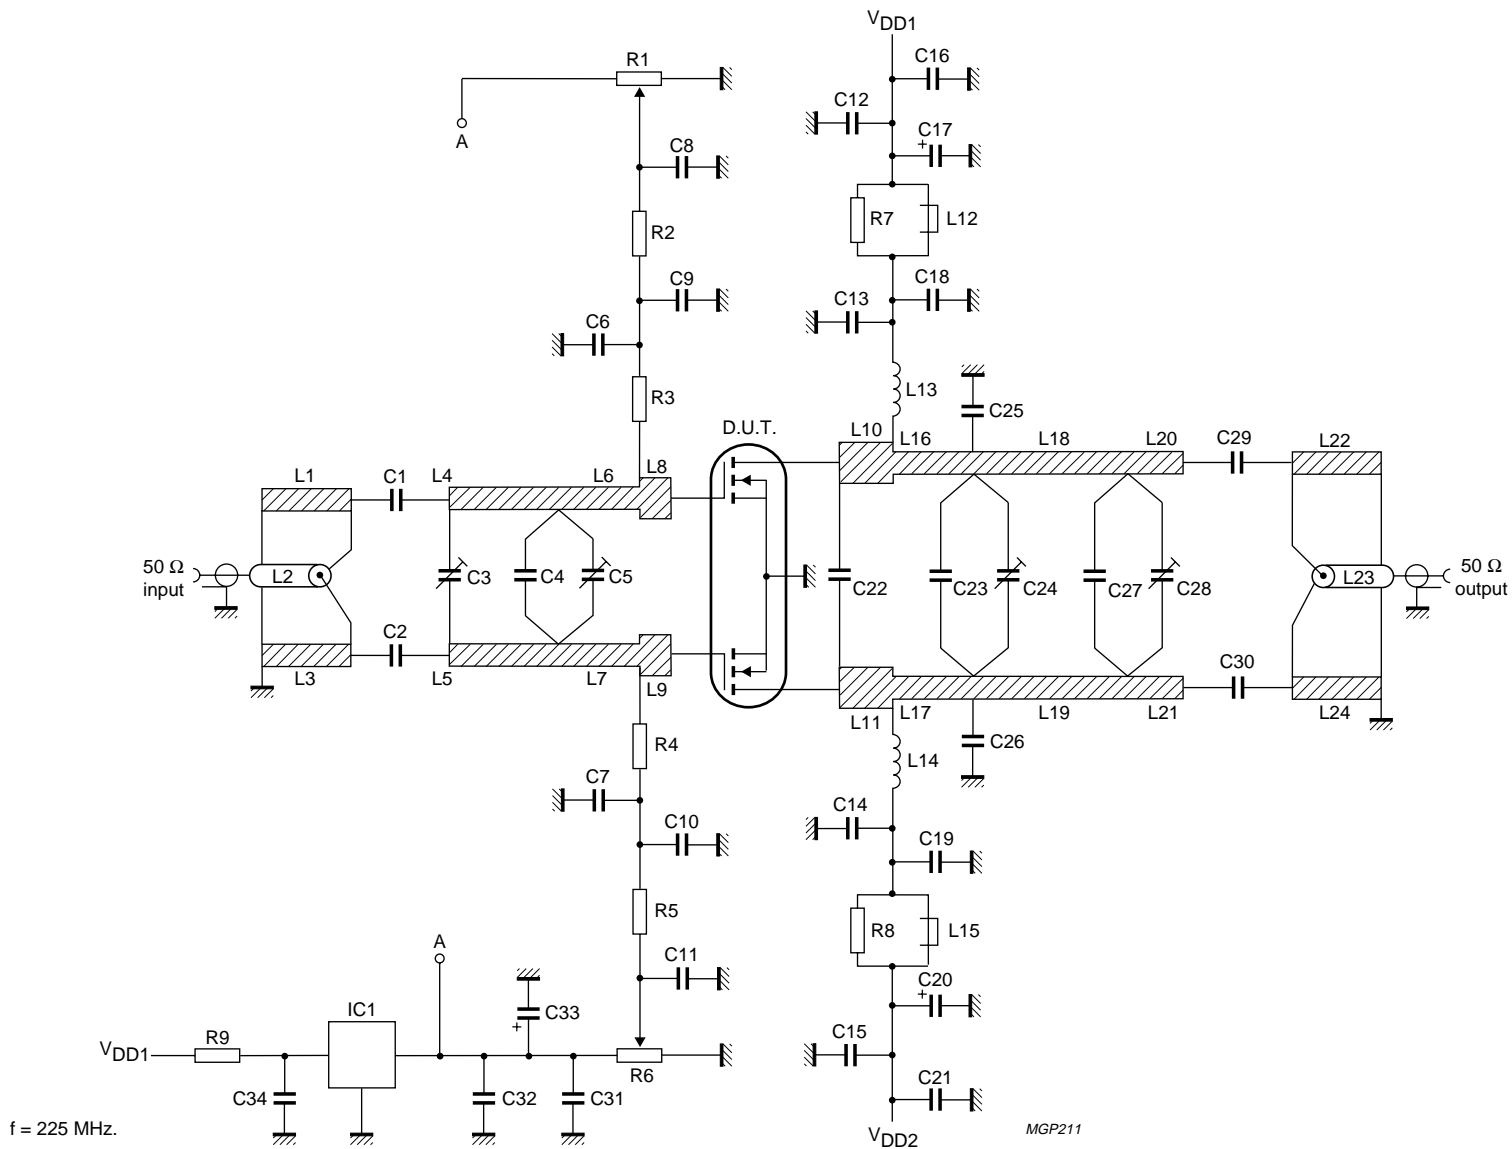 VDD1
C16
R1
C12
C17
+
A
C8
R7
L12
R2
C9
C18
C13
C6
R3
L13
C25
D.U.T.
L10
L16
L18
L20
C29
L22
L1
C1
L4
L6
L8
50 Ω
input
L2
C3
C4
C5
C22
C23
C24
C27
C28
L23
50 Ω
output
C2
L3
L5
L7
L9
C30
L11
L17
L19
L21
L24
R4
L14
C26
C7
C14
C10
C19
R5
R8
L15
A
C11
C20
+
IC1
C33
+
C15
VDD1
R9
R6
C34
C32
C31
C21
f = 225 MHz.
VDD2
MGP211